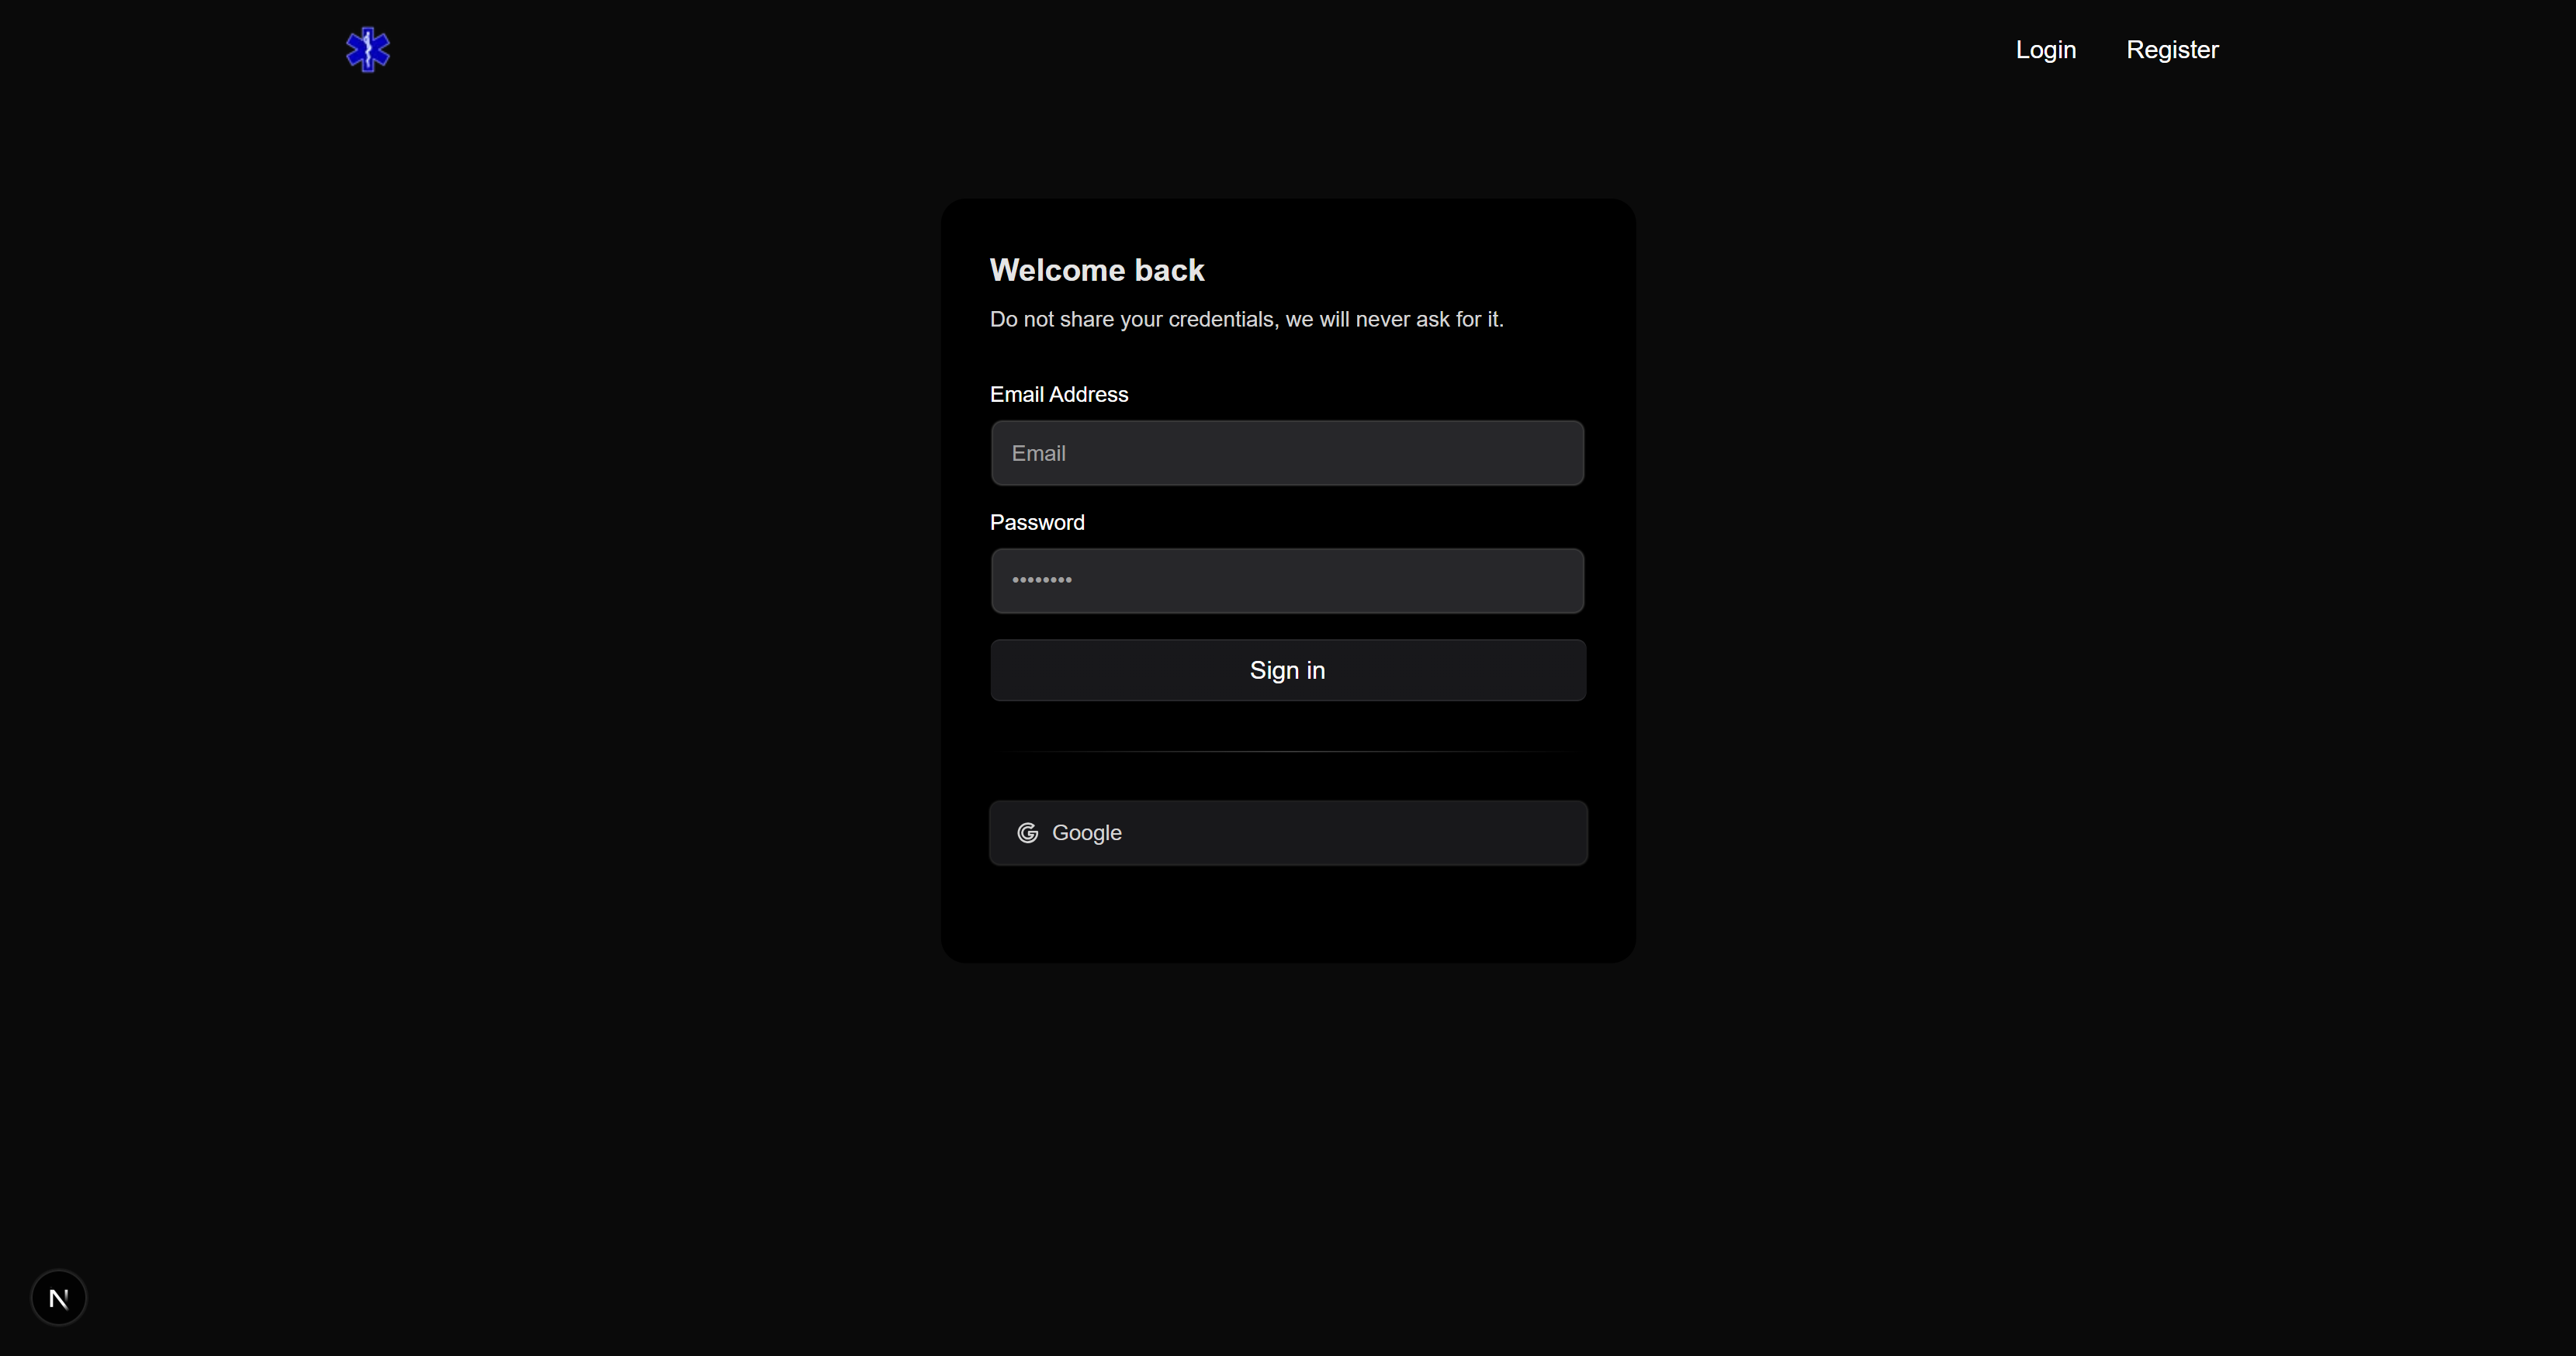 Login Register
Welcome back
Do not share your credentials, we will never ask for it.
Email Address
Email
Password
••••••••
Sign in
Google
N